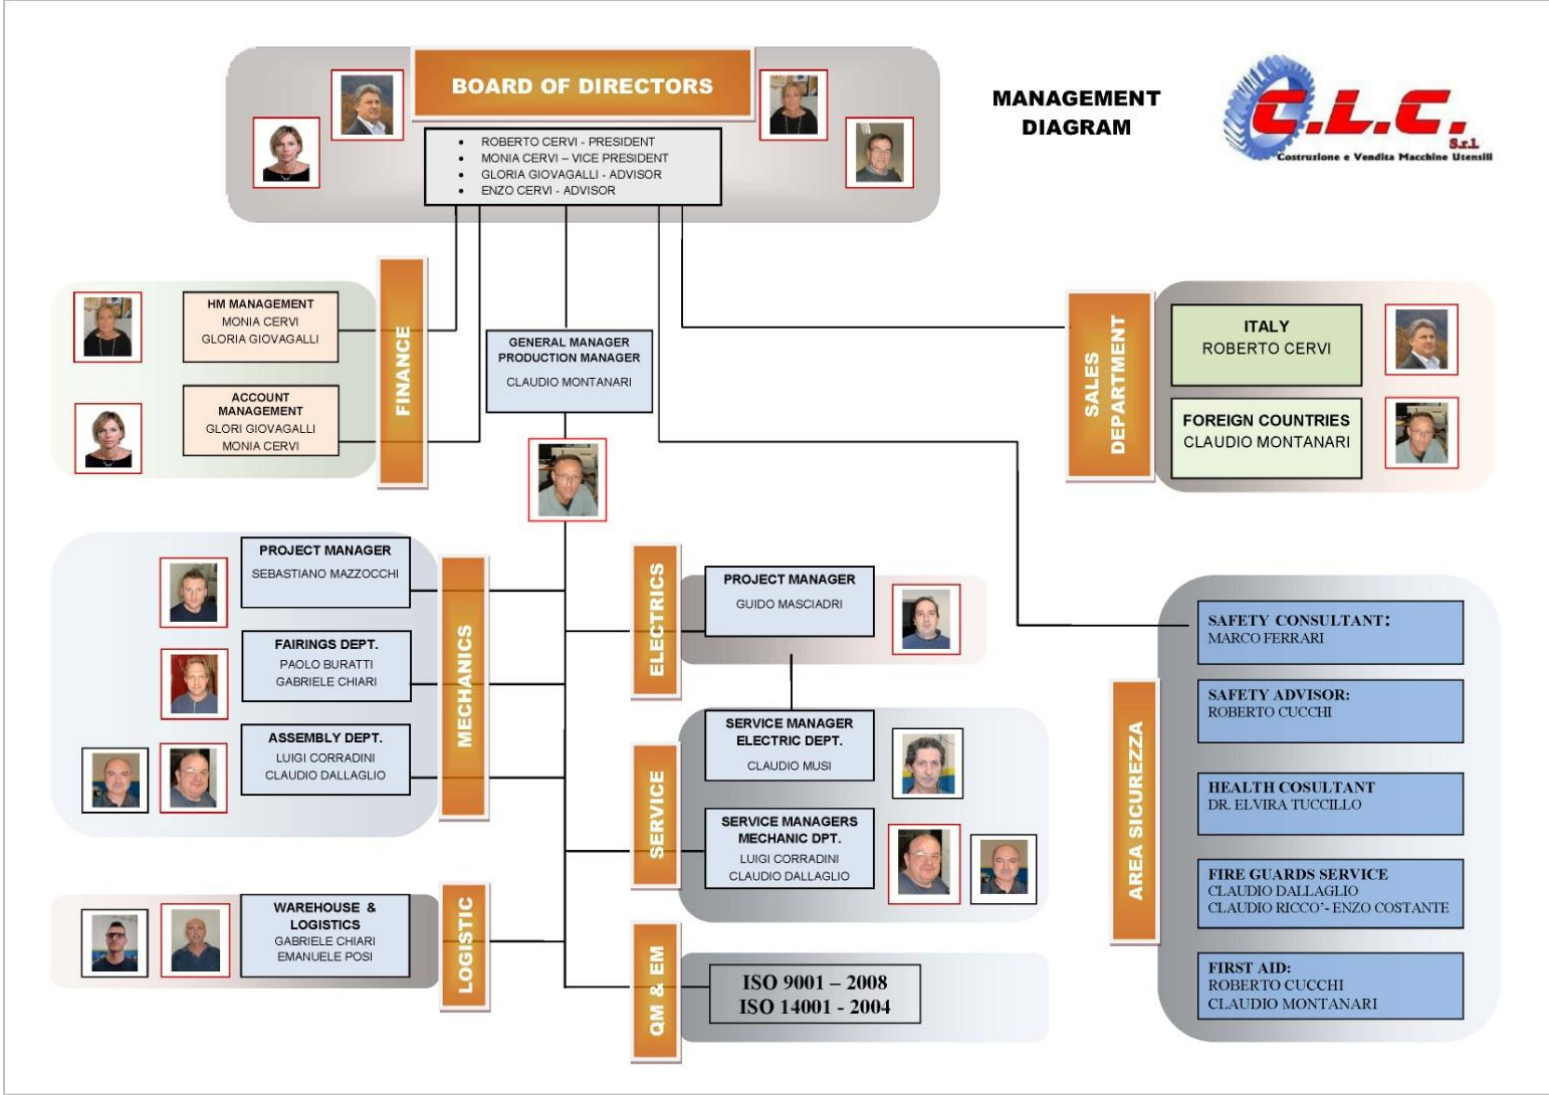 BOARD OF DIRECTORS
• ROBERTO CERVI - PRESIDENT
• MONIA CERVI – VICE PRESIDENT
• GLORIA GIOVAGALLI - ADVISOR
• ENZO CERVI - ADVISOR
MANAGEMENT
DIAGRAM
C.L.C.
S.r.l.
Costruzione e Vendita Macchine Utensili
HM MANAGEMENT
MONIA CERVI
GLORIA GIOVAGALLI
ACCOUNT
MANAGEMENT
GLORI GIOVAGALLI
MONIA CERVI
FINANCE
GENERAL MANAGER
PRODUCTION MANAGER
CLAUDIO MONTANARI
SALES
DEPARTMENT
ITALY
ROBERTO CERVI
FOREIGN COUNTRIES
CLAUDIO MONTANARI
PROJECT MANAGER
SEBASTIANO MAZZOCCHI
FAIRINGS DEPT.
PAOLO BURATTI
GABRIELE CHIARI
ASSEMBLY DEPT.
LUIGI CORRADINI
CLAUDIO DALLAGLIO
MECHANICS
ELECTRICS
PROJECT MANAGER
GUIDO MASCIADRI
SERVICE
SERVICE MANAGER
ELECTRIC DEPT.
CLAUDIO MUSI
SERVICE MANAGERS
MECHANIC DPT.
LUIGI CORRADINI
CLAUDIO DALLAGLIO
WAREHOUSE &
LOGISTICS
GABRIELE CHIARI
EMANUELE POSI
LOGISTIC
QM & EM
ISO 9001 – 2008
ISO 14001 - 2004
AREA SICUREZZA
SAFETY CONSULTANT:
MARCO FERRARI
SAFETY ADVISOR:
ROBERTO CUCCHI
HEALTH COSULTANT
DR. ELVIRA TUCCILLO
FIRE GUARDS SERVICE
CLAUDIO DALLAGLIO
CLAUDIO RICCO'- ENZO COSTANTE
FIRST AID:
ROBERTO CUCCHI
CLAUDIO MONTANARI